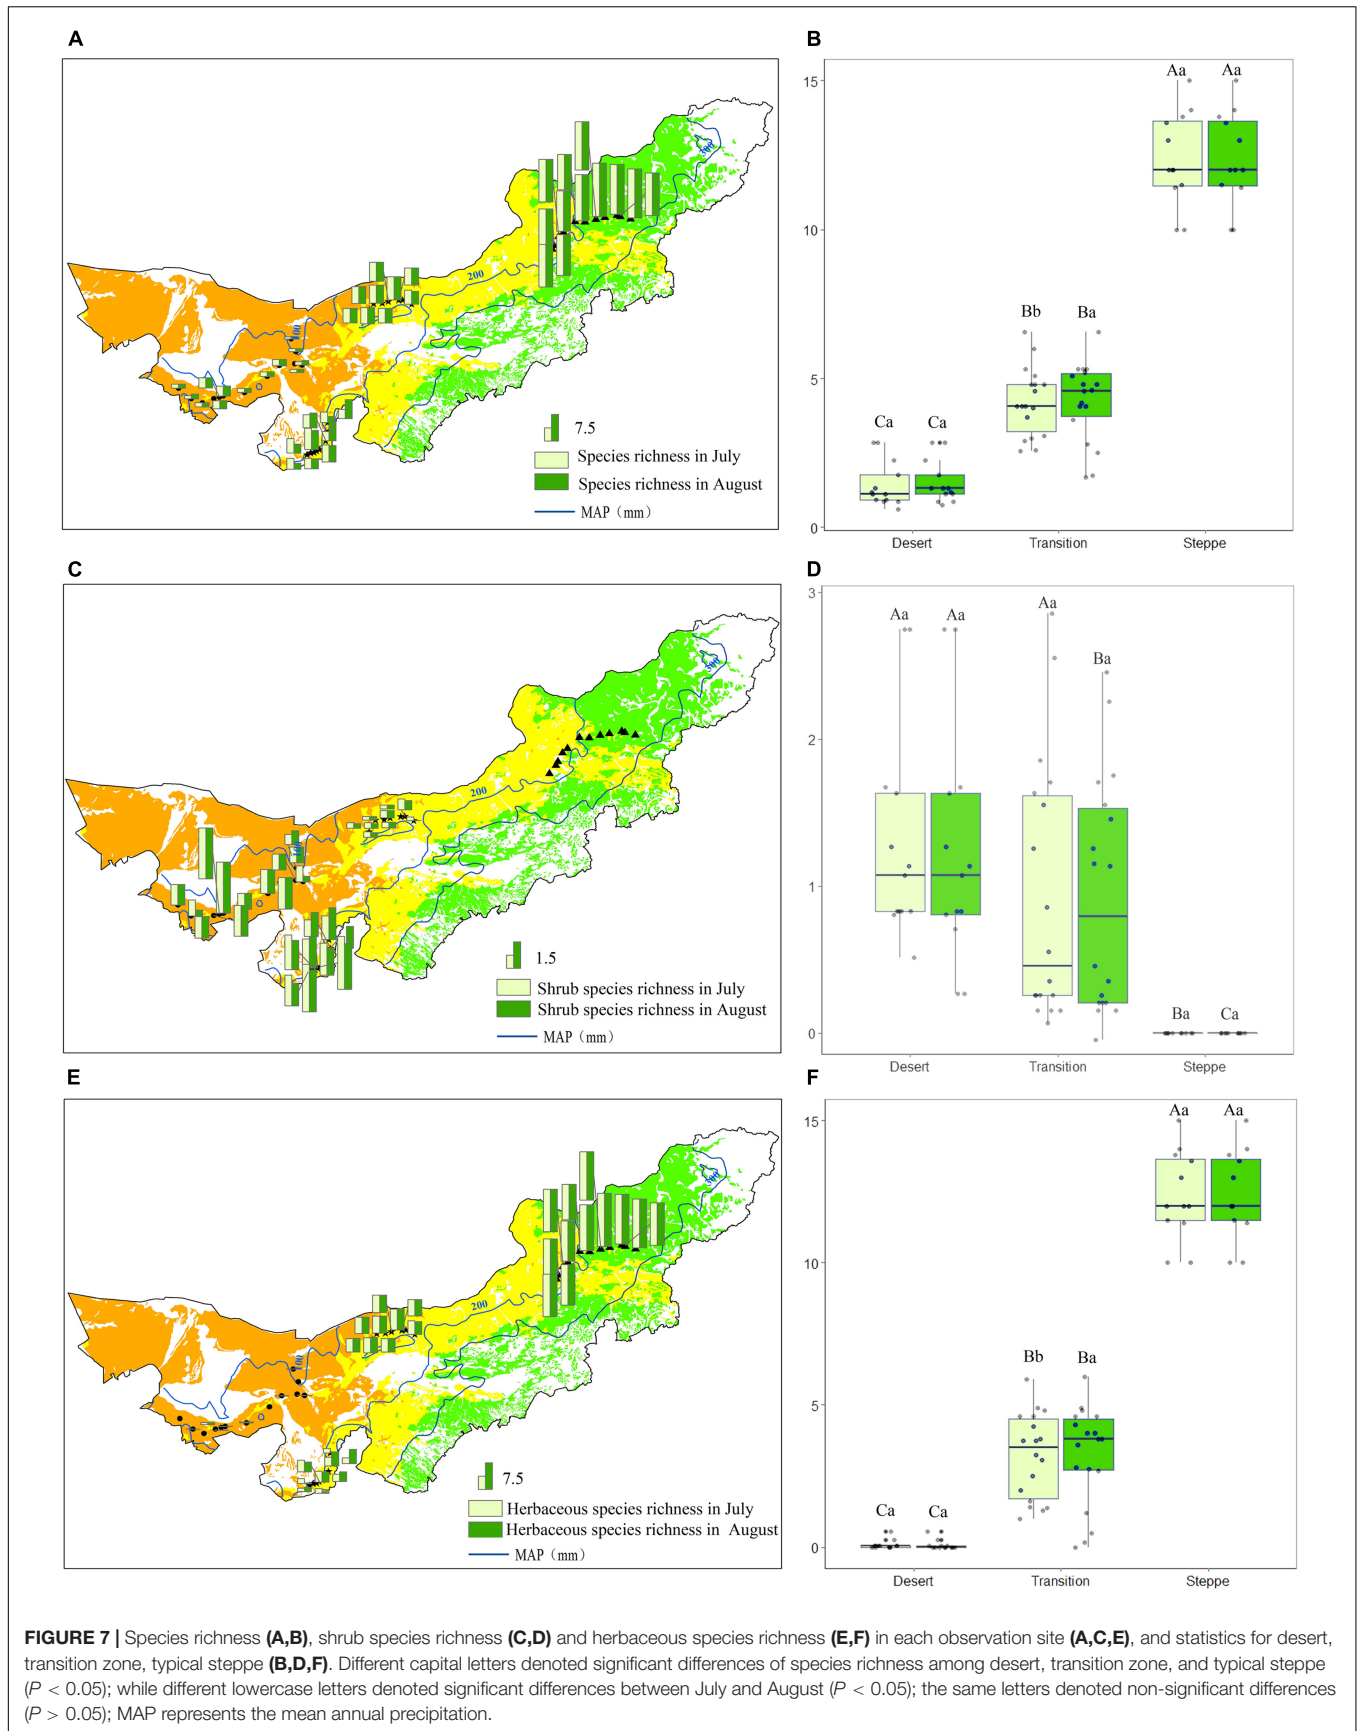 A
B
300
200
100
7.5
Species richness in July
Species richness in August
MAP（mm）
15
10
5
0
Aa
Aa
Bb
Ba
Ca
Ca
Desert
Transition
Steppe
C
D
300
200
100
1.5
Shrub species richness in July
Shrub species richness in August
MAP（mm）
3
2
1
0
Aa
Aa
Aa
Ba
Ba
Ca
Desert
Transition
Steppe
E
F
300
200
100
7.5
Herbaceous species richness in July
Herbaceous species richness in August
MAP（mm）
15
10
5
0
Aa
Aa
Bb
Ba
Ca
Ca
Desert
Transition
Steppe
FIGURE 7 | Species richness (A,B), shrub species richness (C,D) and herbaceous species richness (E,F) in each observation site (A,C,E), and statistics for desert,
transition zone, typical steppe (B,D,F). Different capital letters denoted significant differences of species richness among desert, transition zone, and typical steppe
(P < 0.05); while different lowercase letters denoted significant differences between July and August (P < 0.05); the same letters denoted non-significant differences
(P > 0.05); MAP represents the mean annual precipitation.